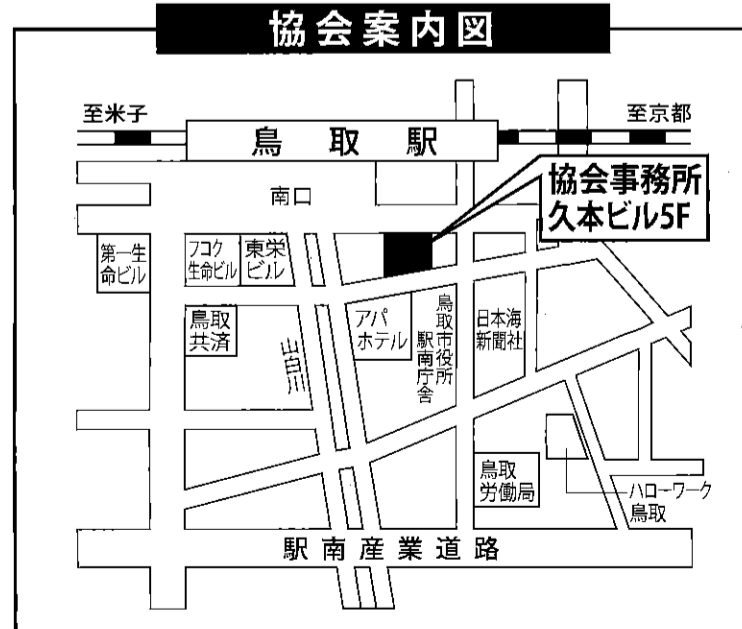 協会案内図
至米子
至京都
鳥取駅
南口
協会事務所
久本ビル5F
第一生
命ビル
フコク
生命ビル
東栄
ビル
鳥取
共済
アパ
ホテル
鳥取市役所
駅南庁舎
日本海
新聞社
鳥取
労働局
ハローワーク
鳥取
駅南産業道路